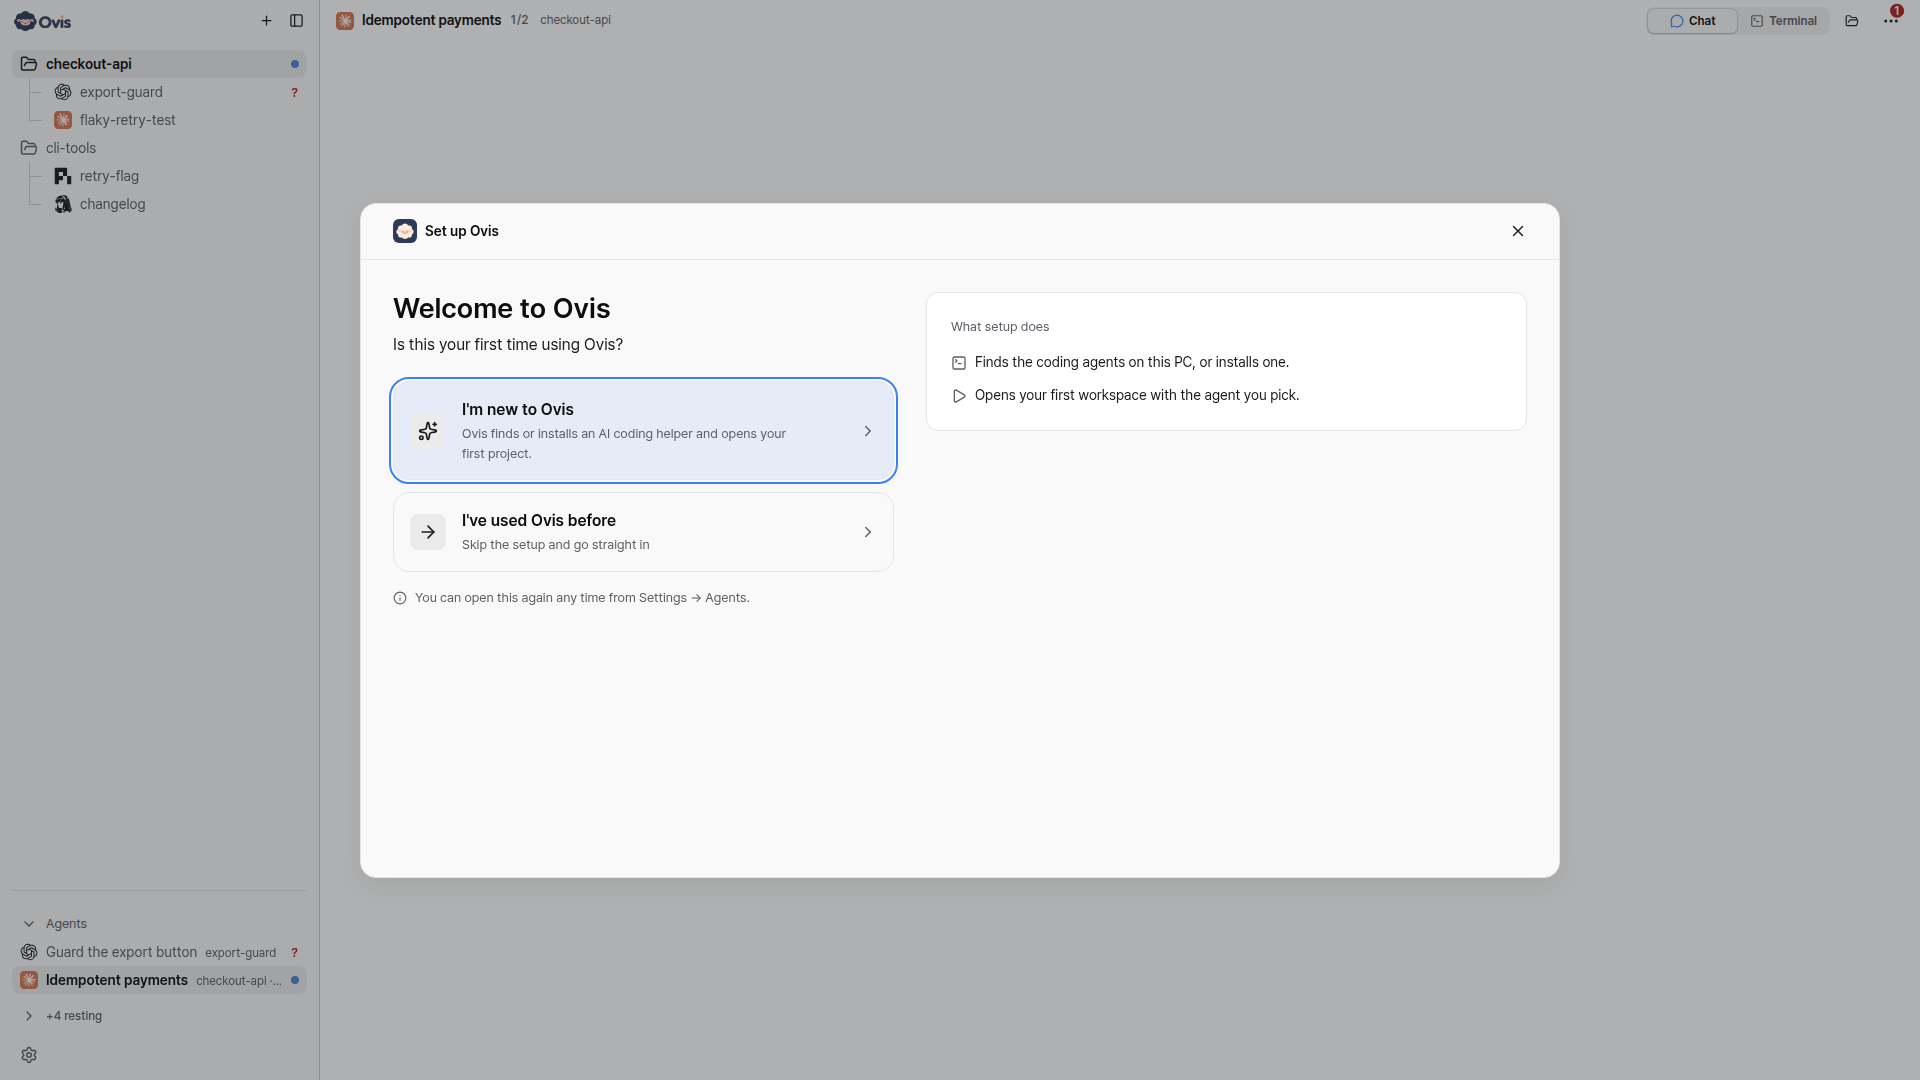 Ovis
checkout-api
export-guard ?
flaky-retry-test
cli-tools
retry-flag
changelog
Agents
Guard the export button export-guard ?
Idempotent payments checkout-api ·...
+4 resting
Idempotent payments 1/2 checkout-api
Chat
Terminal
1
Set up Ovis
Welcome to Ovis
Is this your first time using Ovis?
I'm new to Ovis
Ovis finds or installs an AI coding helper and opens your
first project.
I've used Ovis before
Skip the setup and go straight in
You can open this again any time from Settings → Agents.
What setup does
Finds the coding agents on this PC, or installs one.
Opens your first workspace with the agent you pick.